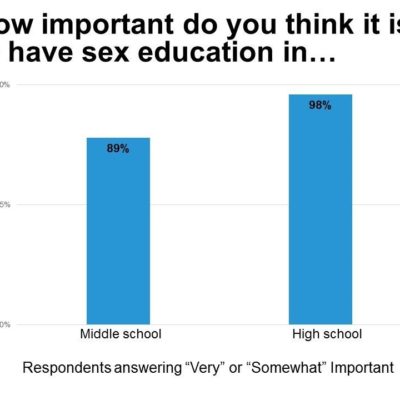 ow important do you think it is
have sex education in…
0%
98%
89%
5%
0%
Middle school
High school
Respondents answering “Very” or “Somewhat” Important